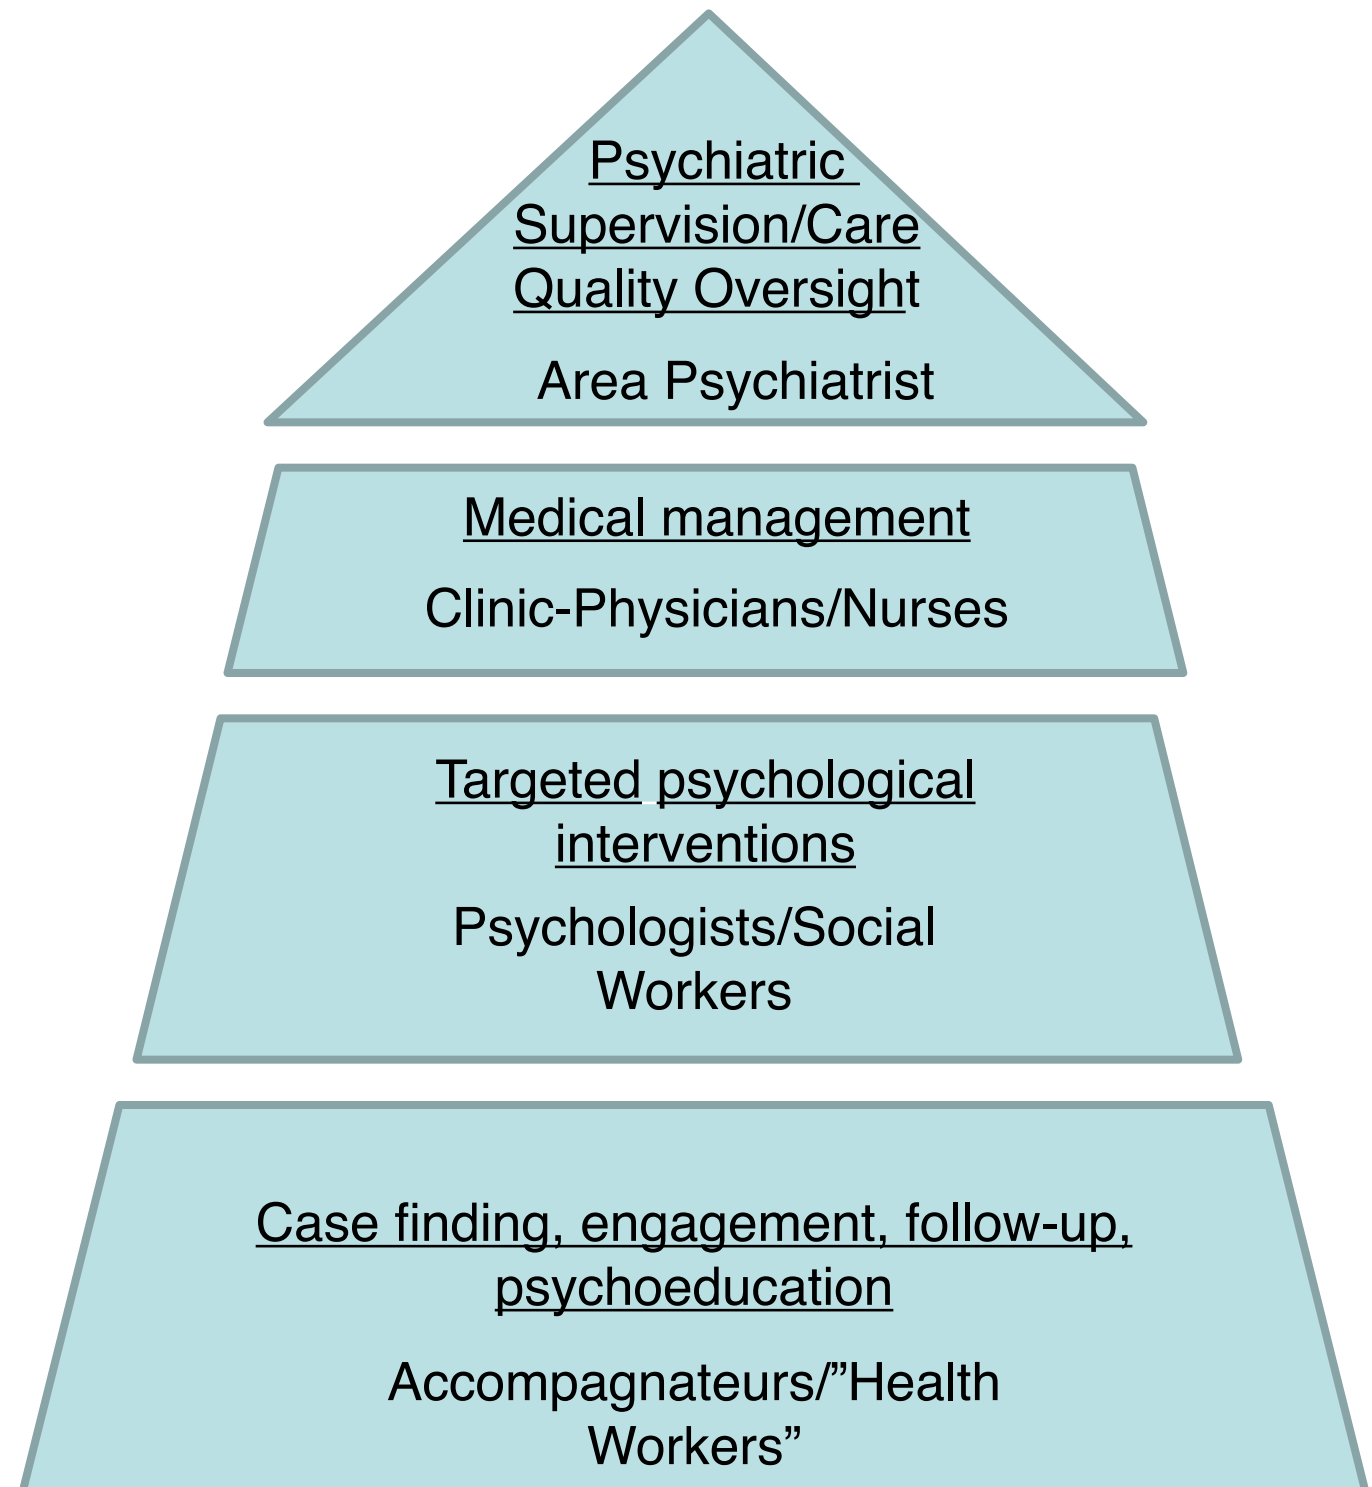 Psychiatric
Supervision/Care
Quality Oversight
Area Psychiatrist
Medical management
Clinic-Physicians/Nurses
Targeted psychological
interventions
Psychologists/Social
Workers
Case finding, engagement, follow-up,
psychoeducation
Accompagnateurs/”Health
Workers”